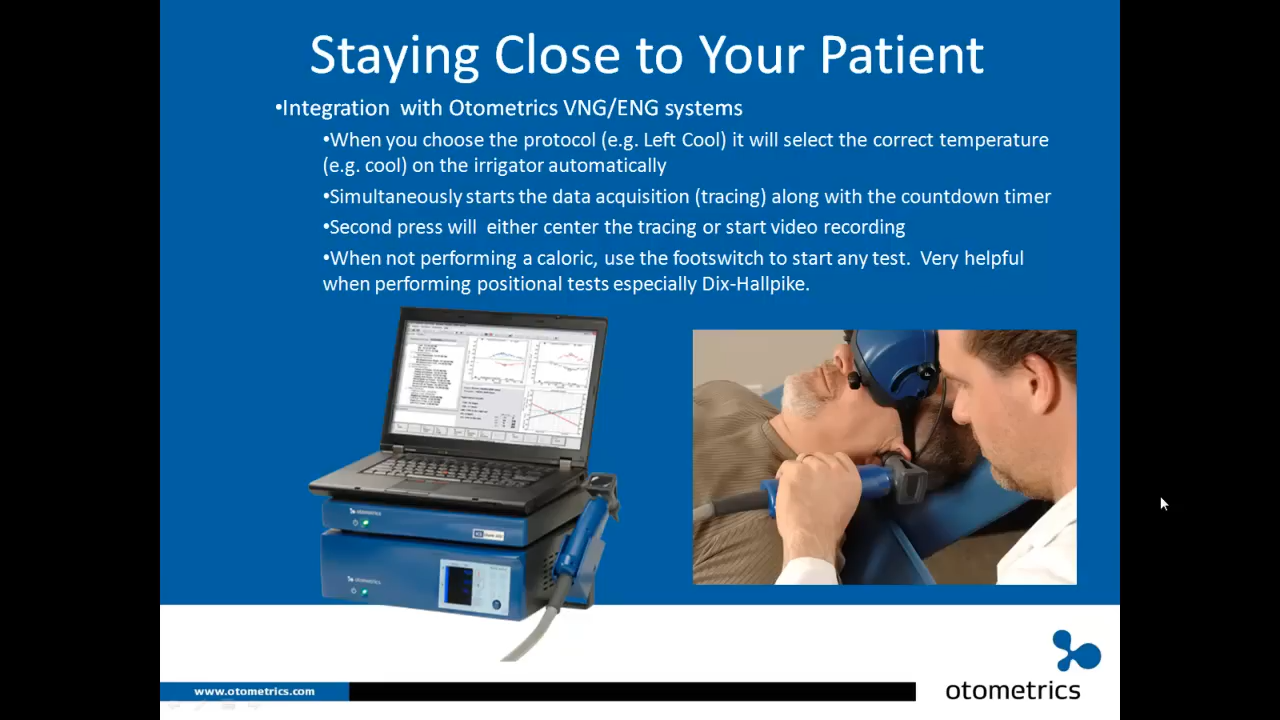 Staying Close to Your Patient
•Integration with Otometrics VNG/ENG systems
•When you choose the protocol (e.g. Left Cool) it will select the correct temperature
(e.g. cool) on the irrigator automatically
•Simultaneously starts the data acquisition (tracing) along with the countdown timer
•Second press will either center the tracing or start video recording
•When not performing a caloric, use the footswitch to start any test. Very helpful
when performing positional tests especially Dix-Hallpike.
OTOMETRICS
OTOMETRICS
www.otometrics.com
otometrics